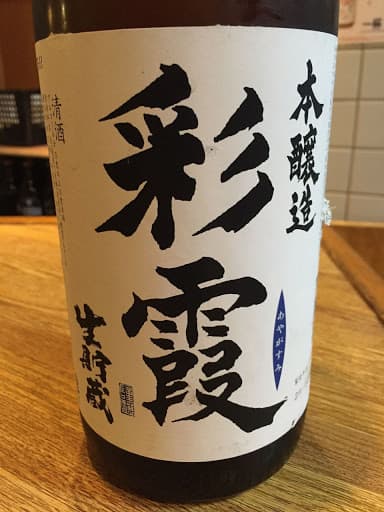 本醸造
彩霞
あやがすみ
清酒
生貯蔵